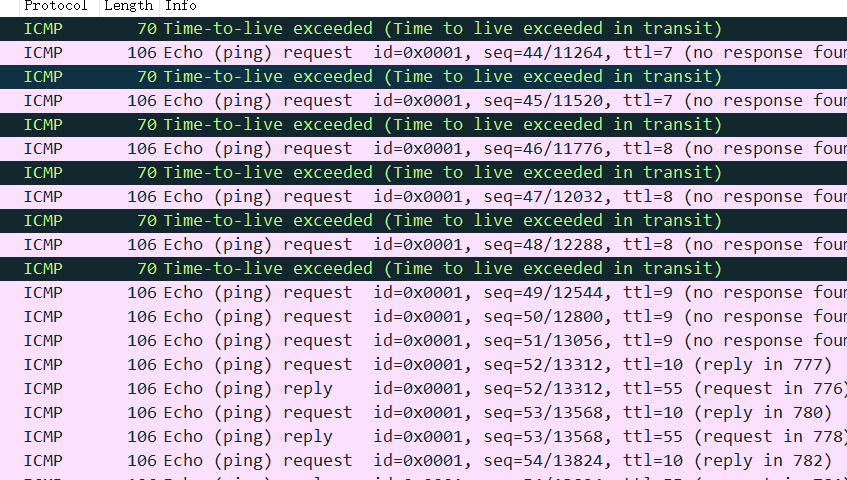 Protocol Length Info
ICMP 70 Time-to-live exceeded (Time to live exceeded in transit)
ICMP 106 Echo (ping) request id=0x0001, seq=44/11264, ttl=7 (no response four
ICMP 70 Time-to-live exceeded (Time to live exceeded in transit)
ICMP 106 Echo (ping) request id=0x0001, seq=45/11520, ttl=7 (no response four
ICMP 70 Time-to-live exceeded (Time to live exceeded in transit)
ICMP 106 Echo (ping) request id=0x0001, seq=46/11776, ttl=8 (no response four
ICMP 70 Time-to-live exceeded (Time to live exceeded in transit)
ICMP 106 Echo (ping) request id=0x0001, seq=47/12032, ttl=8 (no response four
ICMP 70 Time-to-live exceeded (Time to live exceeded in transit)
ICMP 106 Echo (ping) request id=0x0001, seq=48/12288, ttl=8 (no response four
ICMP 70 Time-to-live exceeded (Time to live exceeded in transit)
ICMP 106 Echo (ping) request id=0x0001, seq=49/12544, ttl=9 (no response four
ICMP 106 Echo (ping) request id=0x0001, seq=50/12800, ttl=9 (no response four
ICMP 106 Echo (ping) request id=0x0001, seq=51/13056, ttl=9 (no response four
ICMP 106 Echo (ping) request id=0x0001, seq=52/13312, ttl=10 (reply in 777)
ICMP 106 Echo (ping) reply id=0x0001, seq=52/13312, ttl=55 (request in 776)
ICMP 106 Echo (ping) request id=0x0001, seq=53/13568, ttl=10 (reply in 780)
ICMP 106 Echo (ping) reply id=0x0001, seq=53/13568, ttl=55 (request in 778)
ICMP 106 Echo (ping) request id=0x0001, seq=54/13824, ttl=10 (reply in 782)